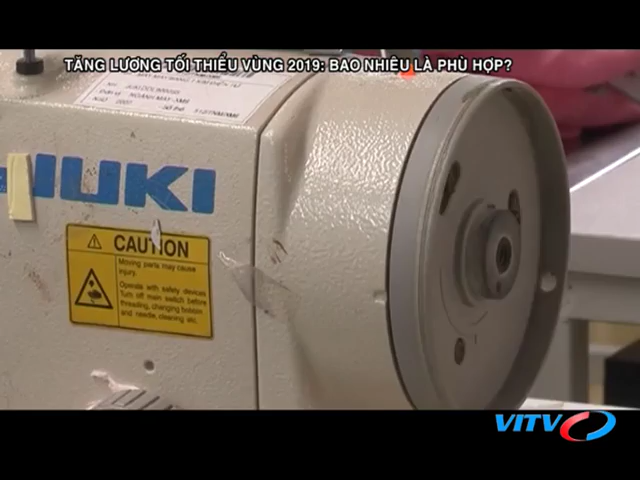 TĂNG LƯƠNG TỐI THIỂU VÙNG 2019: BAO NHIÊU LÀ PHÙ HỢP?
JUKI
CAUTION
Moving parts may cause
injury.
Operate with safety devices
Turn off main switch before
threading, changing bobbin
and needle, cleaning etc.
VITV